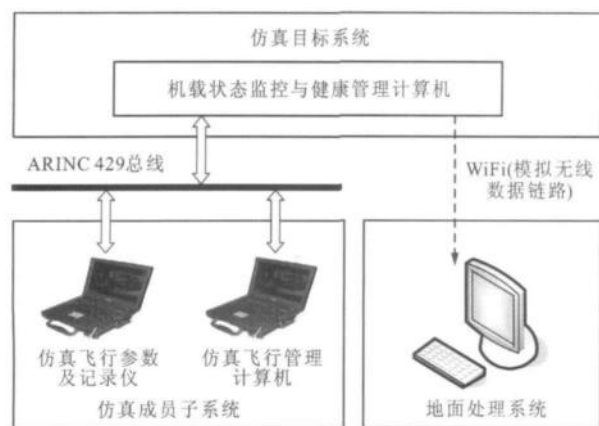 仿真目标系统
机载状态监控与健康管理计算机
ARINC 429总线
WiFi(模拟无线
数据链路)
仿真飞行参数
及记录仪
仿真飞行管理
计算机
仿真成员子系统
地面处理系统